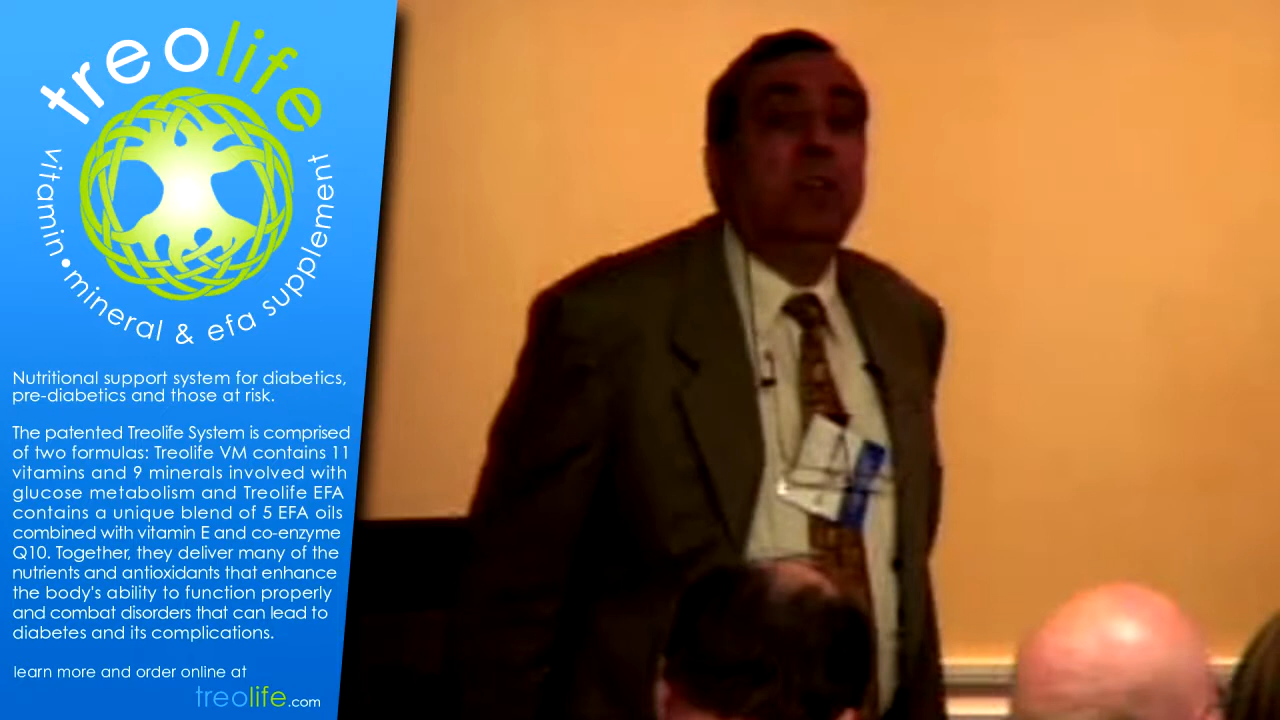 treolife
vitamin • mineral & efa supplement
Nutritional support system for diabetics,
pre-diabetics and those at risk.
The patented Treolife System is comprised
of two formulas: Treolife VM contains 11
vitamins and 9 minerals involved with
glucose metabolism and Treolife EFA
contains a unique blend of 5 EFA oils
combined with vitamin E and co-enzyme
Q10. Together, they deliver many of the
nutrients and antioxidants that enhance
the body's ability to function properly
and combat disorders that can lead to
diabetes and its complications.
learn more and order online at
treolife.com